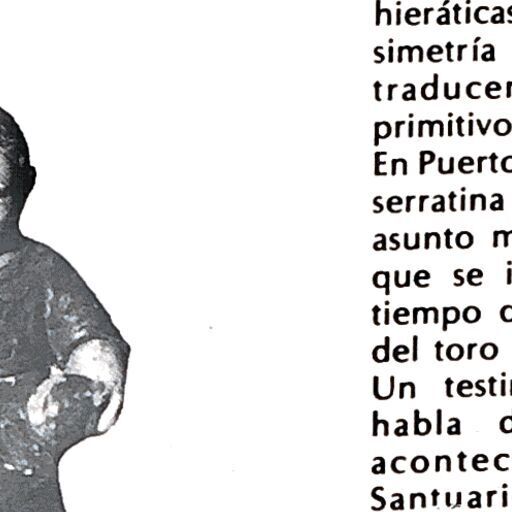 hieráticas
simetría
traducen
primitivo
En Puerto
serratina
asunto m
que se i
tiempo d
del toro
Un testi
habla d
acontec
Santuari